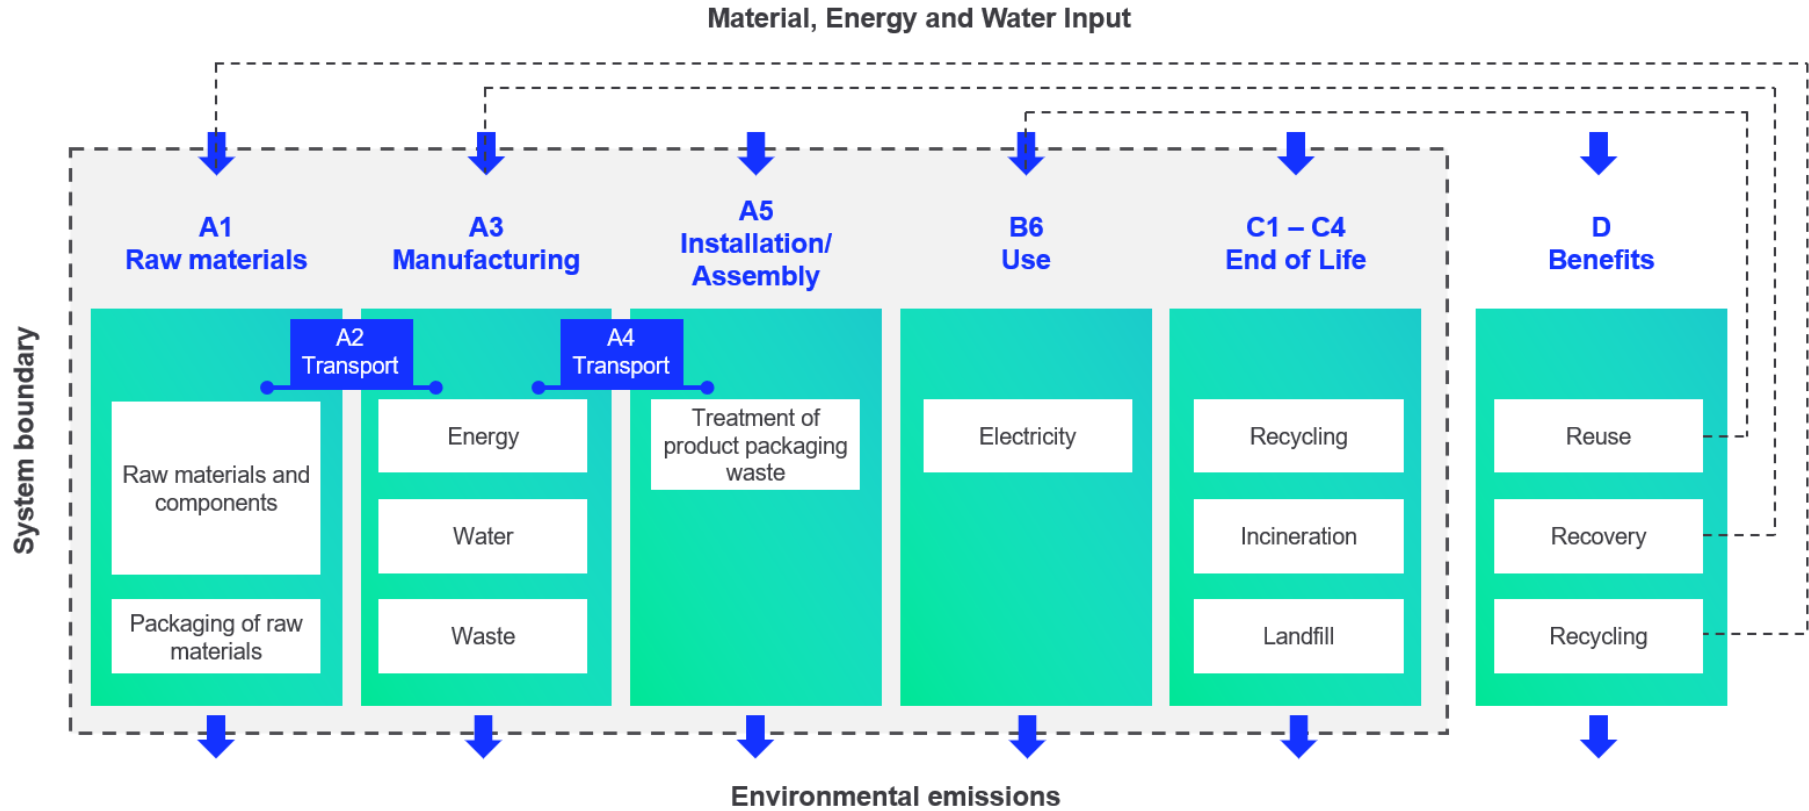 Material, Energy and Water Input
System boundary
A1
Raw materials
A3
Manufacturing
A5
Installation/
Assembly
B6
Use
C1 – C4
End of Life
D
Benefits
A2
Transport
A4
Transport
Raw materials and
components
Packaging of raw
materials
Energy
Water
Waste
Treatment of
product packaging
waste
Electricity
Recycling
Incineration
Landfill
Reuse
Recovery
Recycling
Environmental emissions